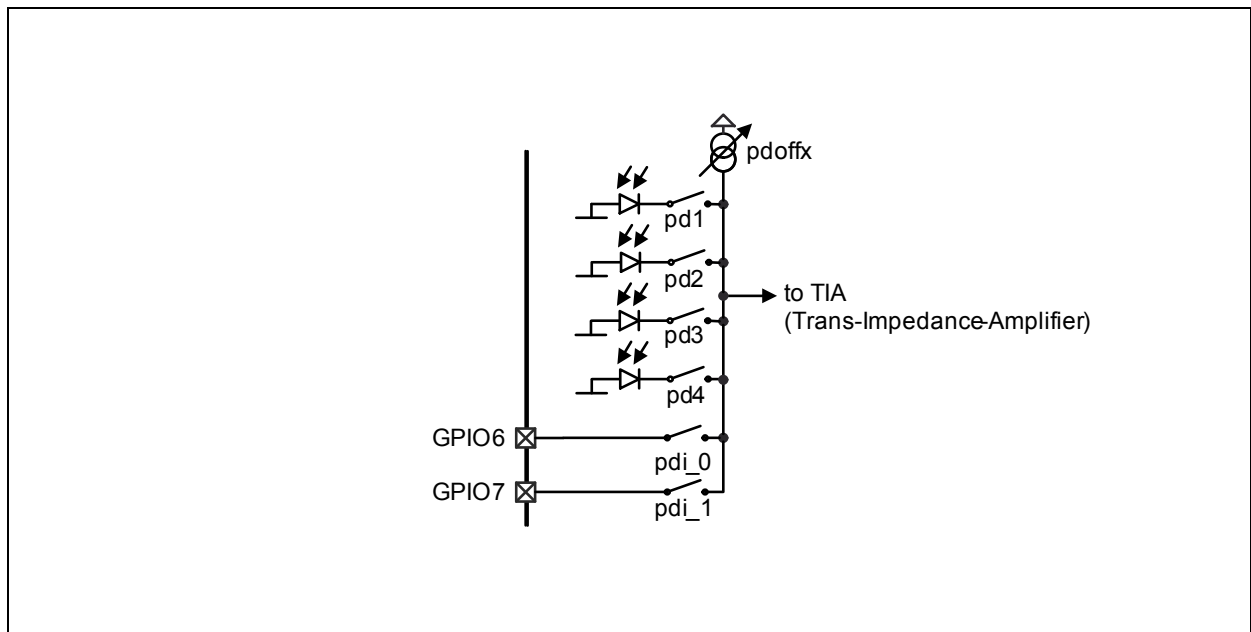 pdoffx
pd1
pd2
to TIA
(Trans-Impedance-Amplifier)
pd3
pd4
GPIO6
pdi_0
GPIO7
pdi_1